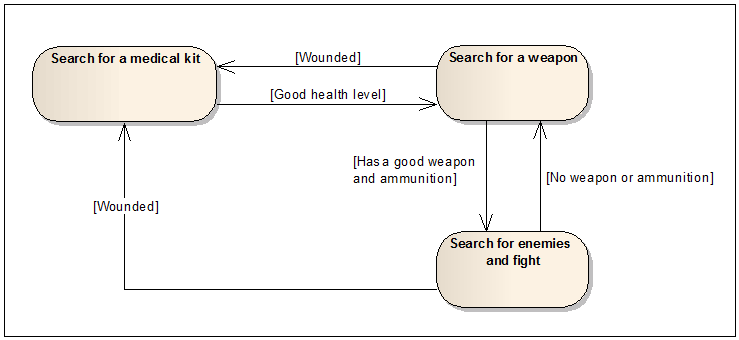 Search for a medical kit
[Wounded]
Search for a weapon
[Good health level]
[Has a good weapon
and ammunition]
[No weapon or ammunition]
[Wounded]
Search for enemies
and fight